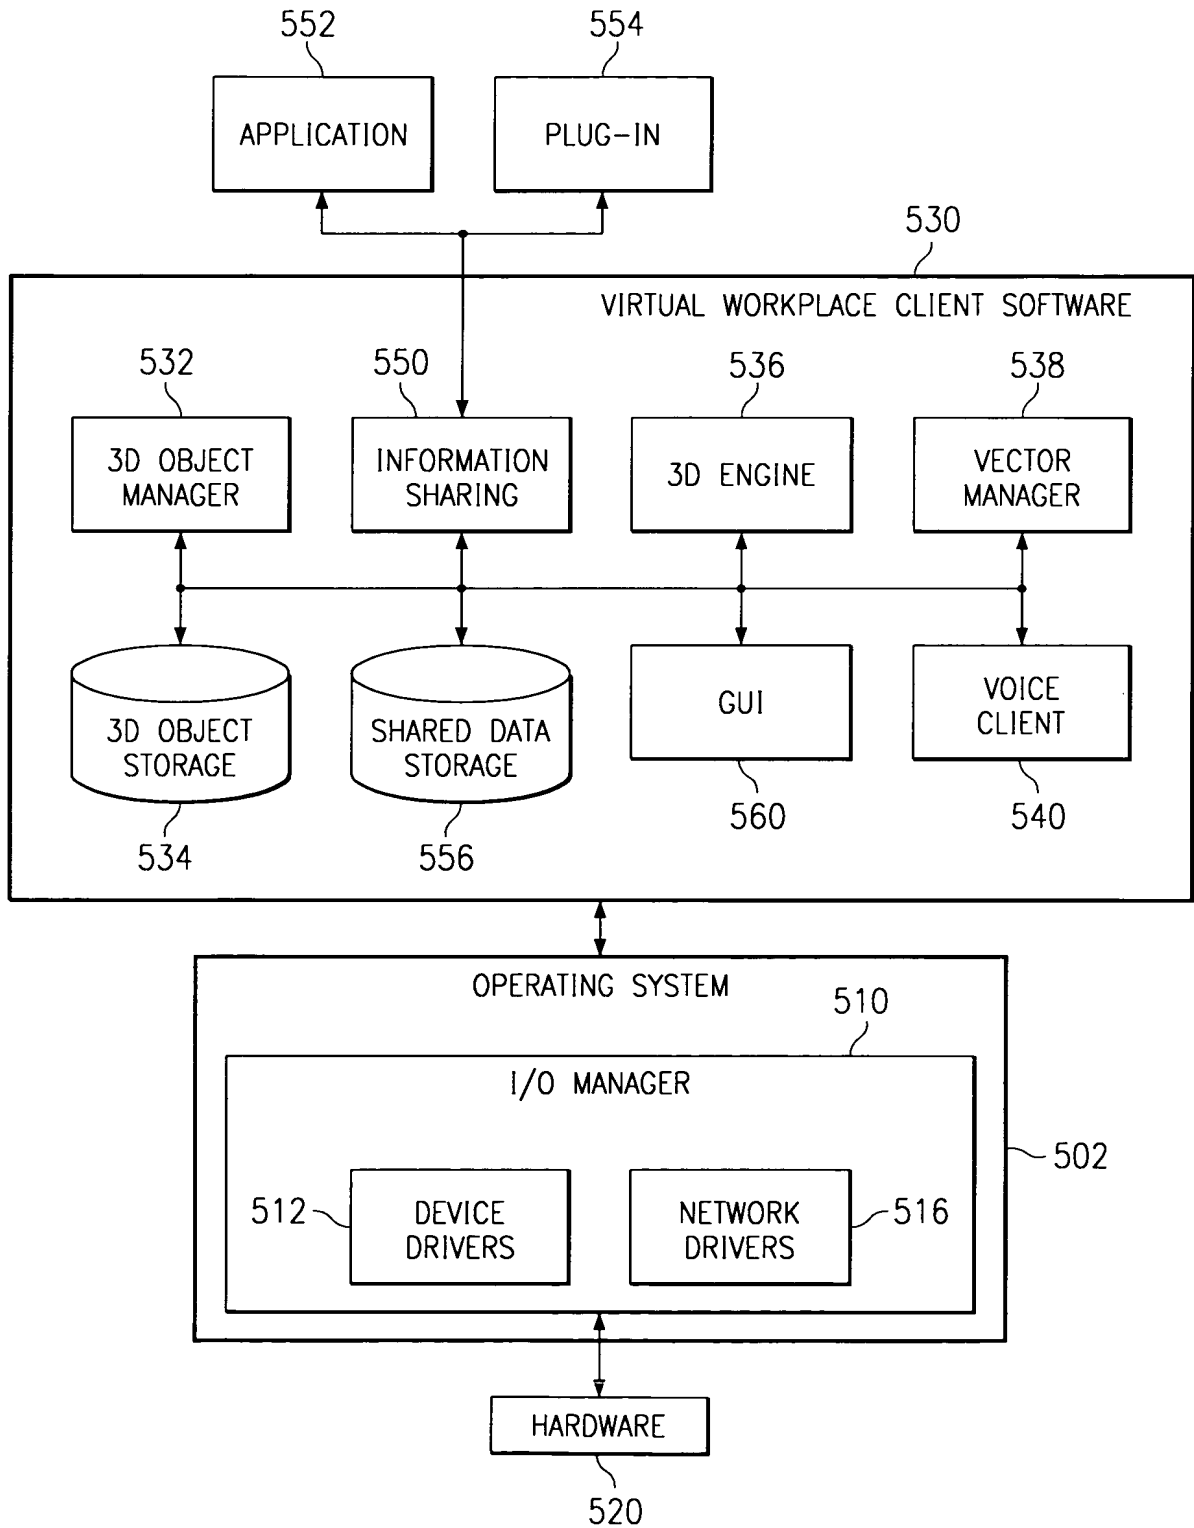 552
554
APPLICATION
PLUG-IN
530
VIRTUAL WORKPLACE CLIENT SOFTWARE
532
550
536
538
3D OBJECT
MANAGER
INFORMATION
SHARING
3D ENGINE
VECTOR
MANAGER
3D OBJECT
STORAGE
SHARED DATA
STORAGE
GUI
VOICE
CLIENT
534
556
560
540
OPERATING SYSTEM
510
I/O MANAGER
502
512
DEVICE
DRIVERS
NETWORK
DRIVERS
516
HARDWARE
520